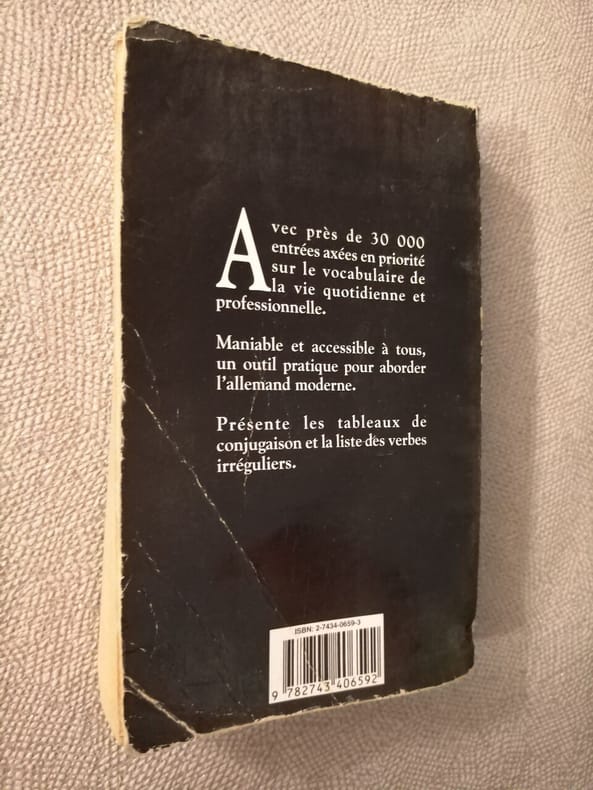 Avec près de 30 000
entrées axées en priorité
sur le vocabulaire de
la vie quotidienne et
professionnelle.
Maniable et accessible à tous,
un outil pratique pour aborder
l'allemand moderne.
Présente les tableaux de
conjugaison et la liste des verbes
irréguliers.
ISBN: 2-7434-0659-3
9 782743 406592